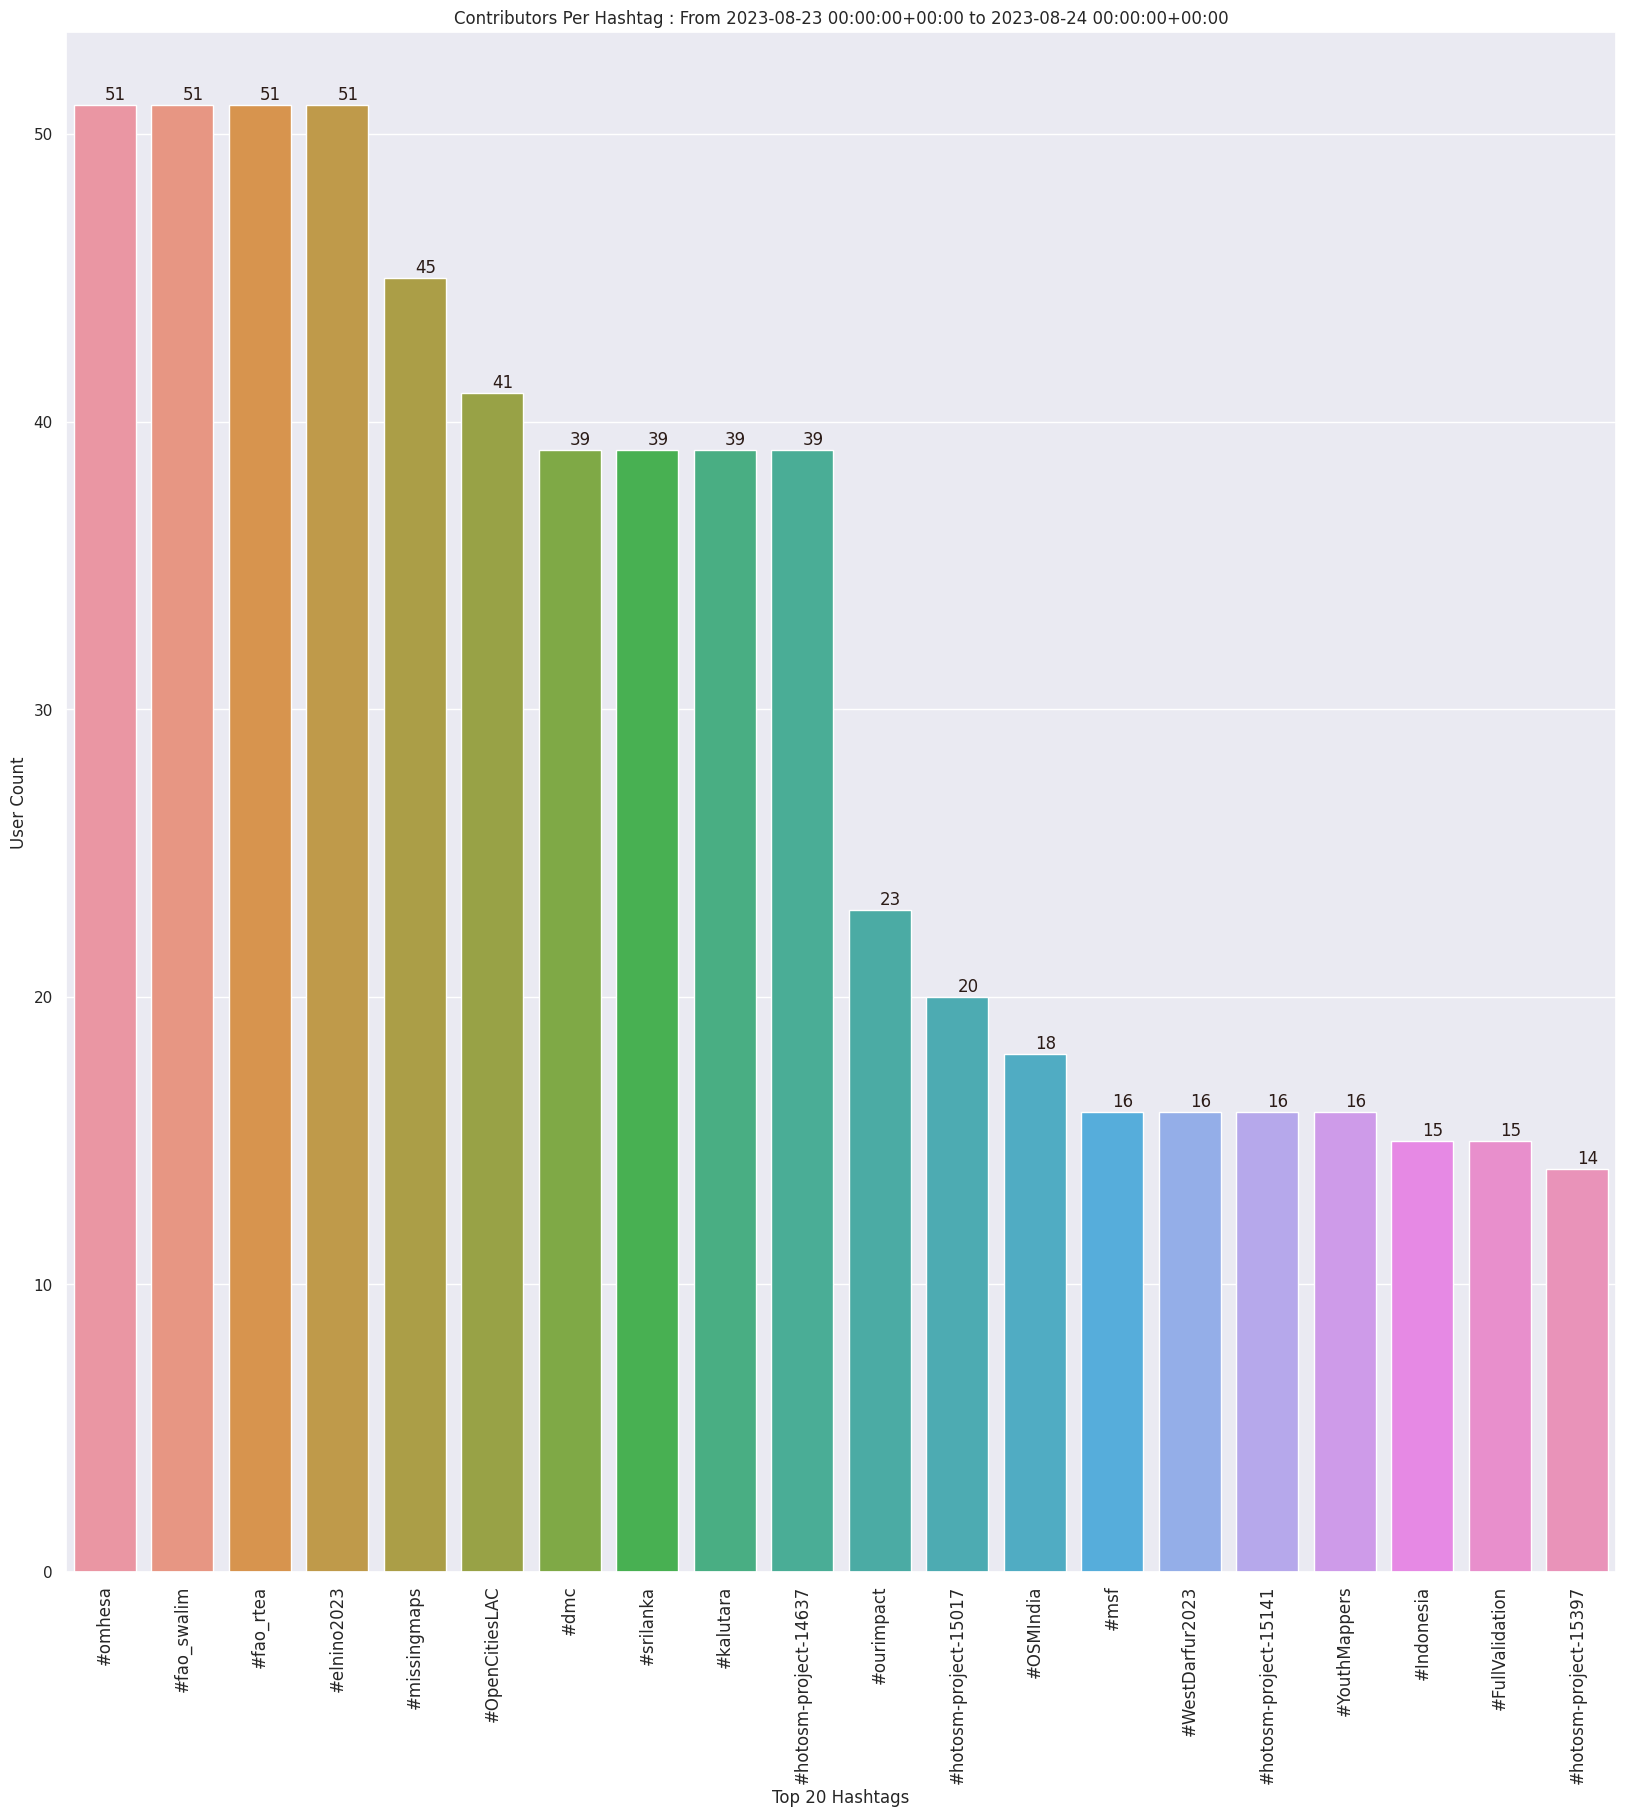 Contributors Per Hashtag : From 2023-08-23 00:00:00+00:00 to 2023-08-24 00:00:00+00:00
51
51
51
51
45
41
39
39
39
39
23
20
18
16
16
16
16
15
15
14
50
40
30
20
10
0
User Count
#omhesa
#fao_swalim
#fao_rtea
#elnino2023
#missingmaps
#OpenCitiesLAC
#dmc
#srilanka
#kalutara
#hotosm-project-14637
#ourimpact
#hotosm-project-15017
#OSMIndia
#msf
#WestDarfur2023
#hotosm-project-15141
#YouthMappers
#Indonesia
#FullValidation
#hotosm-project-15397
Top 20 Hashtags